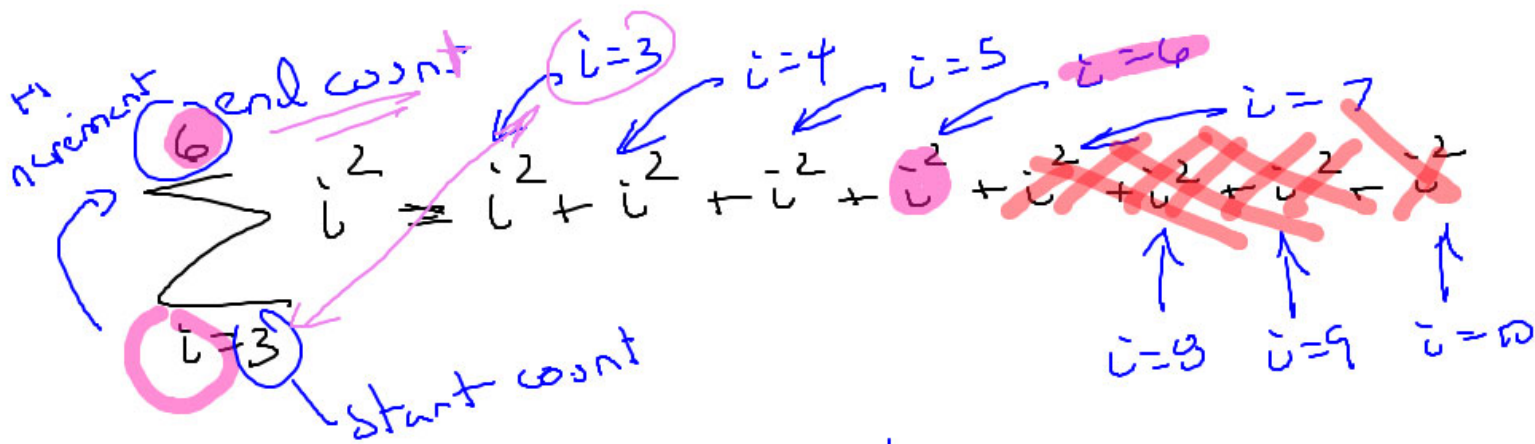 i=3 i=4 i=5 i=6 i=7
+1 increment
6 end count
∑ i² = i² + i² + i² + i² + i² + i² + i² + i²
i=3
i=8 i=9 i=10
start count